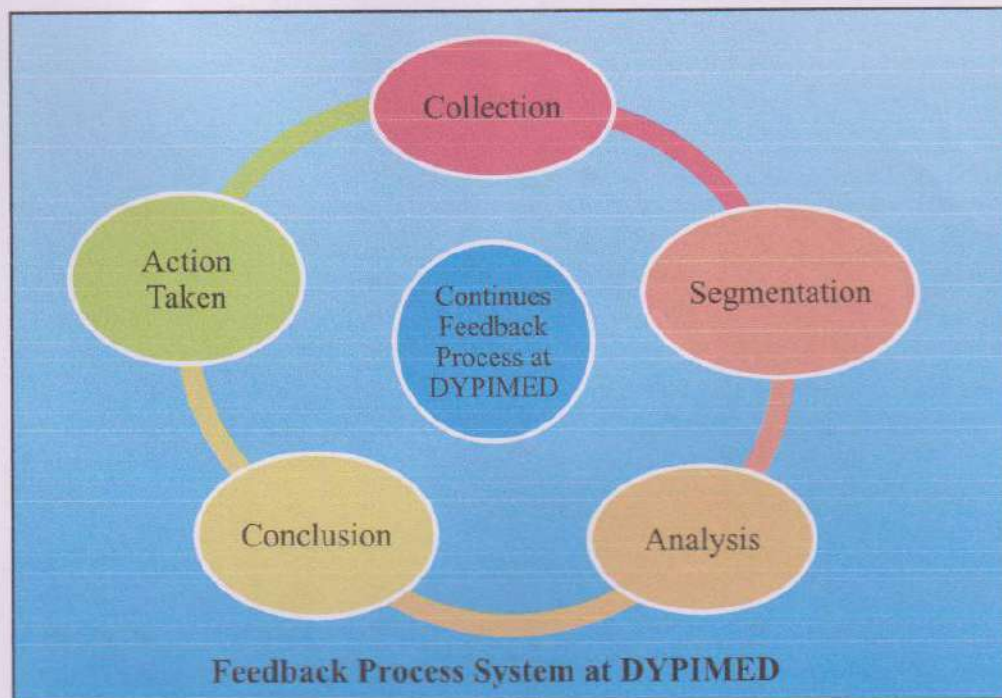 Collection
Segmentation
Analysis
Conclusion
Action
Taken
Continues
Feedback
Process at
DYPIMED
Feedback Process System at DYPIMED